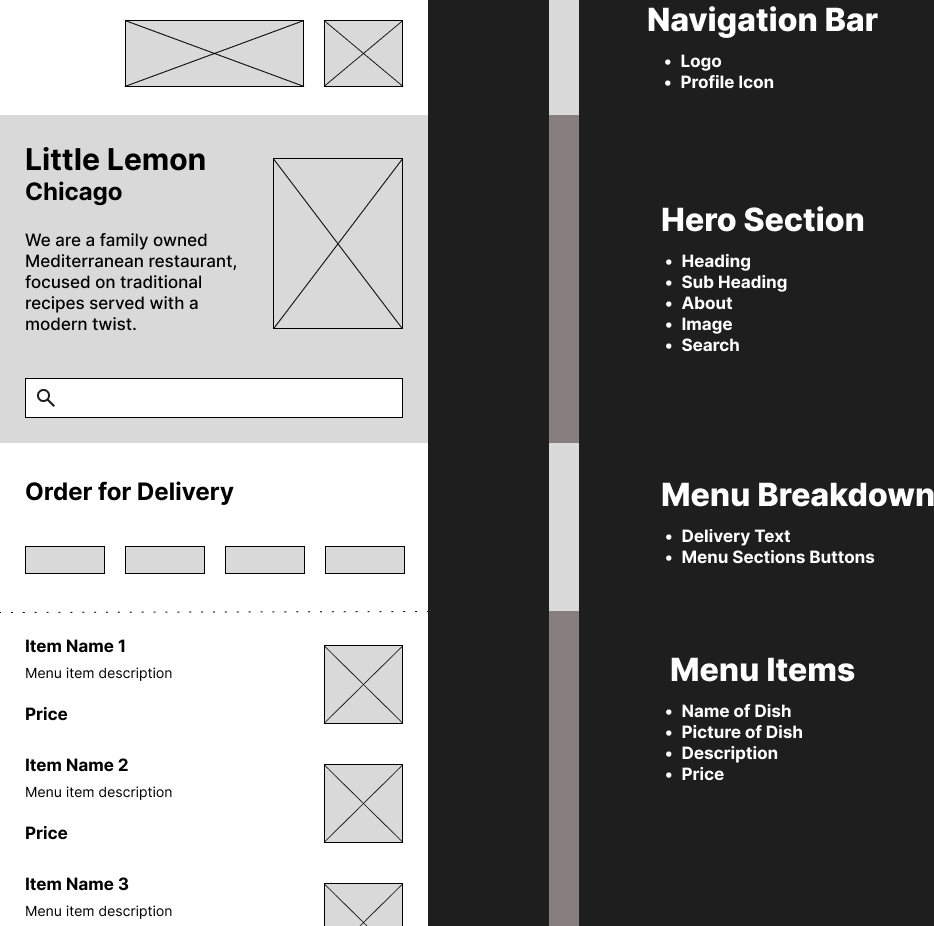 Little Lemon
Chicago
We are a family owned
Mediterranean restaurant,
focused on traditional
recipes served with a
modern twist.
Order for Delivery
Item Name 1
Menu item description
Price
Item Name 2
Menu item description
Price
Item Name 3
Menu item description
Navigation Bar
• Logo
• Profile Icon
Hero Section
• Heading
• Sub Heading
• About
• Image
• Search
Menu Breakdown
• Delivery Text
• Menu Sections Buttons
Menu Items
• Name of Dish
• Picture of Dish
• Description
• Price